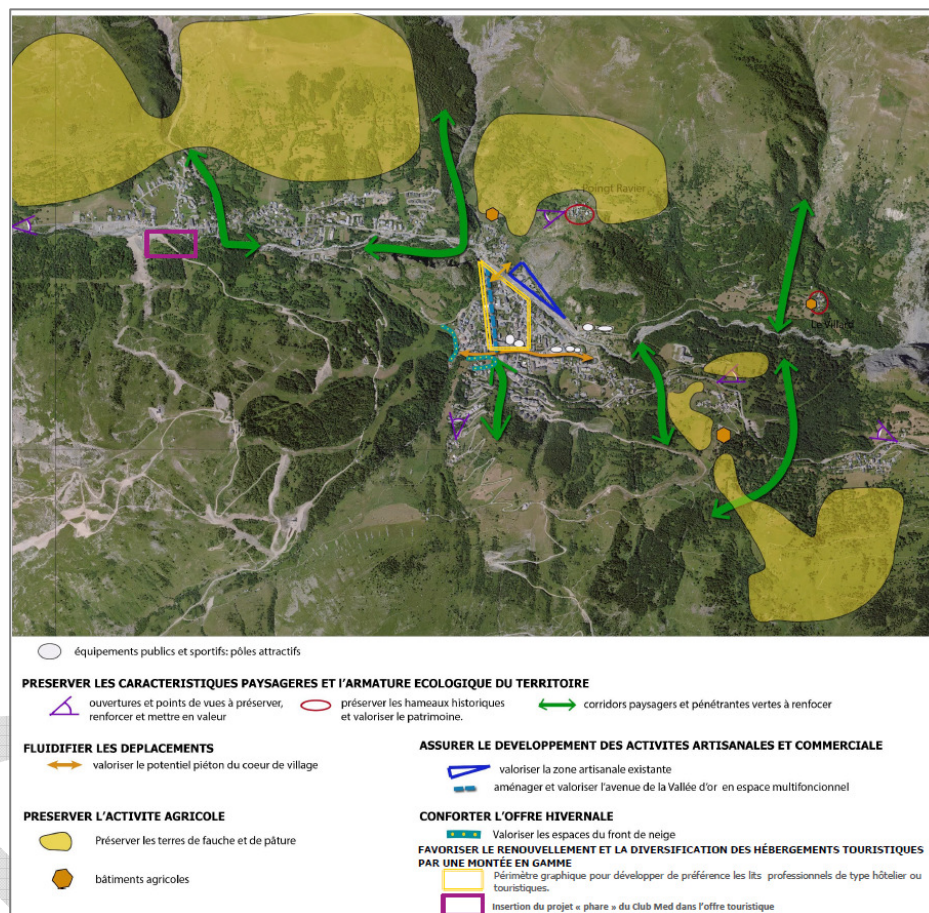 Epingt Ravier
Le Villard
équipements publics et sportifs: pôles attractifs
PRESERVER LES CARACTERISTIQUES PAYSAGERES ET l'ARMATURE ECOLOGIQUE DU TERRITOIRE
ouvertures et points de vues à préserver,
renforcer et mettre en valeur
préserver les hameaux historiques
et valoriser le patrimoine.
corridors paysagers et pénétrantes vertes à renfocer
FLUIDIFIER LES DEPLACEMENTS
valoriser le potentiel piéton du coeur de village
ASSURER LE DEVELOPPEMENT DES ACTIVITES ARTISANALES ET COMMERCIALE
valoriser la zone artisanale existante
aménager et valoriser l'avenue de la Vallée d'or en espace multifonctionnel
PRESERVER L'ACTIVITE AGRICOLE
Préserver les terres de fauche et de pâture
bâtiments agricoles
CONFORTER L'OFFRE HIVERNALE
Valoriser les espaces du front de neige
FAVORISER LE RENOUVELLEMENT ET LA DIVERSIFICATION DES HÉBERGEMENTS TOURISTIQUES
PAR UNE MONTÉE EN GAMME
Périmètre graphique pour développer de préférence les lits professionnels de type hôtelier ou
touristiques.
Insertion du projet « phare » du Club Med dans l'offre touristique